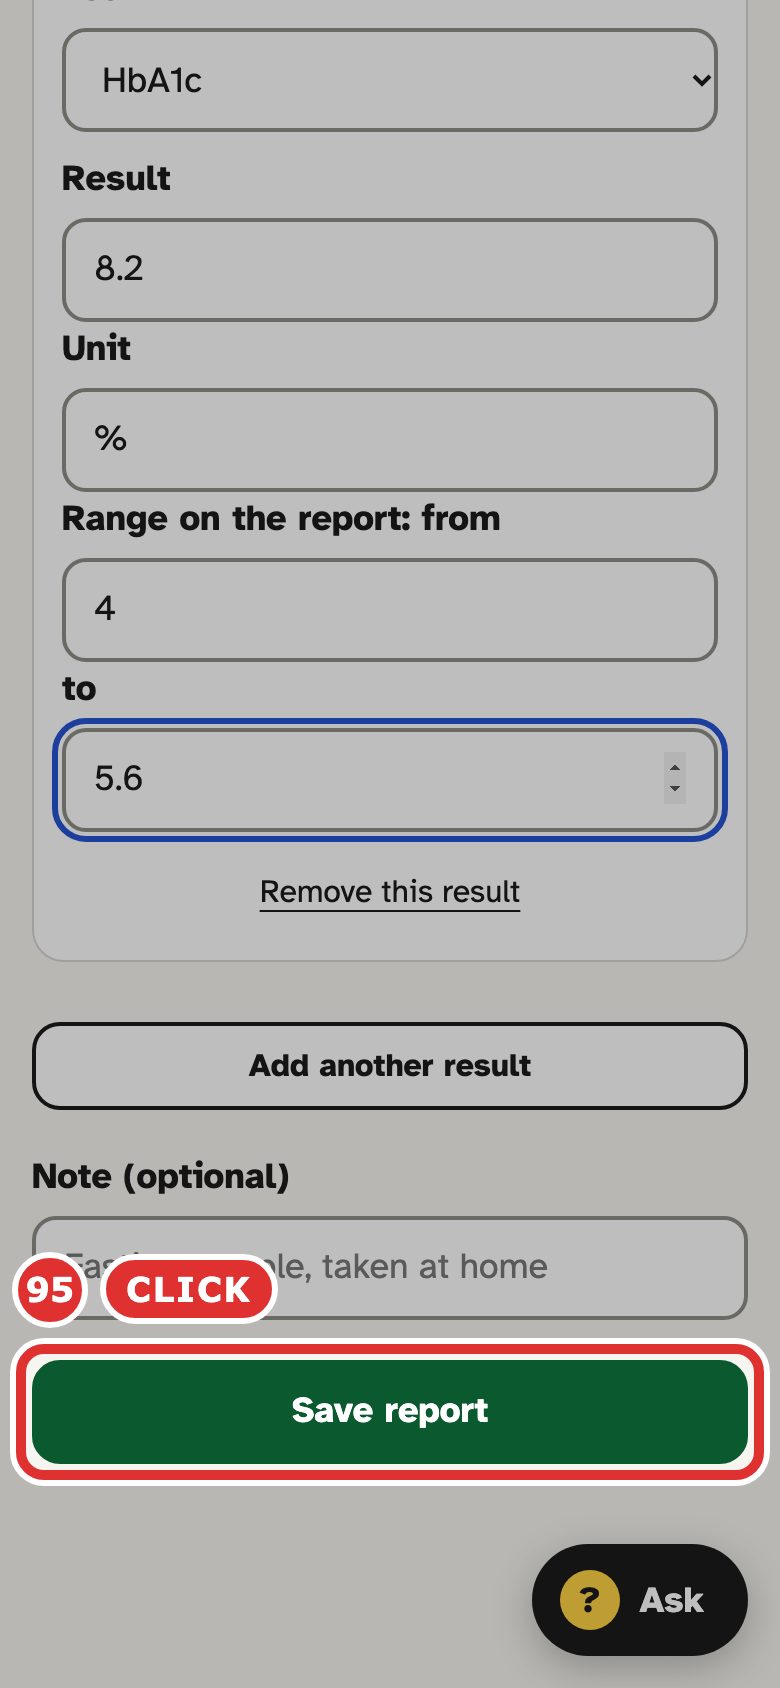 HbA1c
Result
8.2
Unit
%
Range on the report: from
4
to
5.6
Remove this result
Add another result
Note (optional)
taken at home
95 CLICK
Save report
? Ask